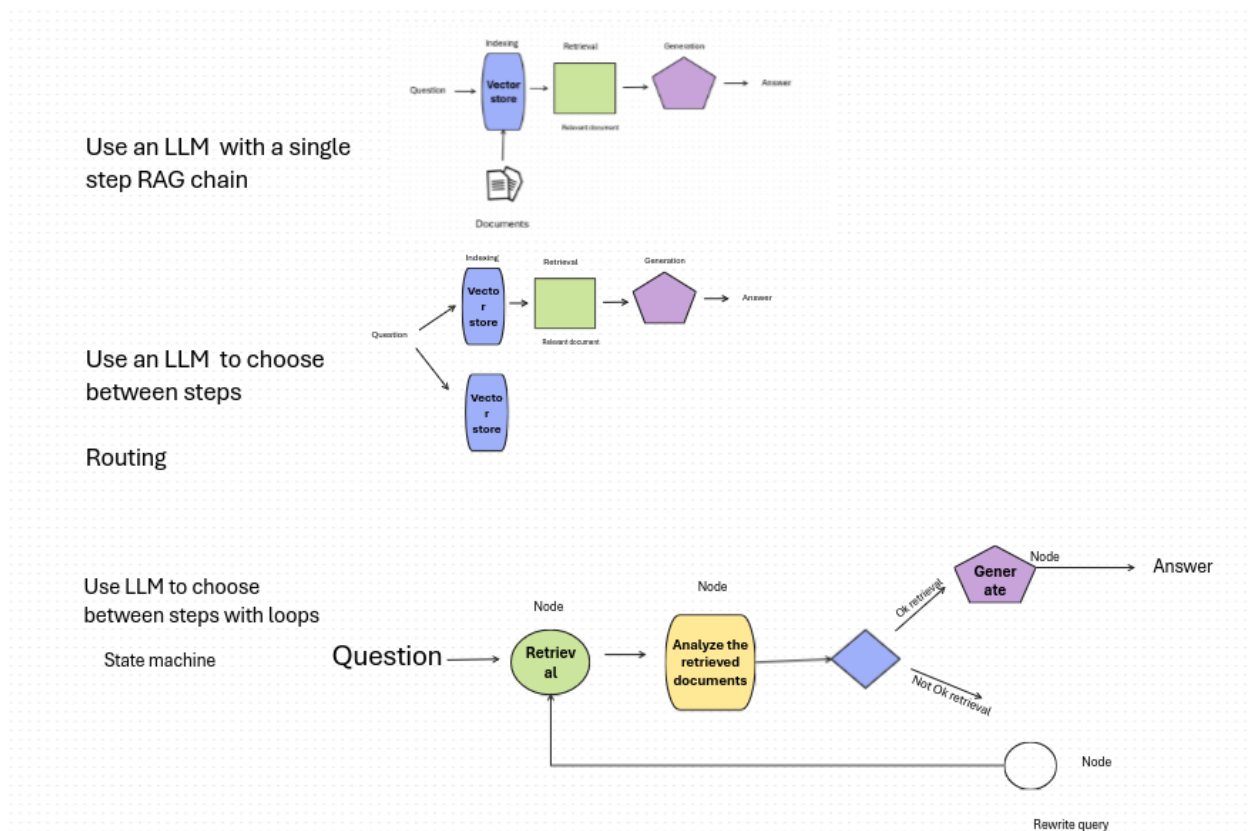 Indexing
Retrieval
Generation
Question
Vector
store
Answer
Relevant document
Use an LLM  with a single
step RAG chain
Documents
Indexing
Retrieval
Generation
Vecto
r
store
Answer
Question
Relevant document
Use an LLM  to choose
between steps
Vecto
r
store
Routing
Use LLM to choose
between steps with loops
State machine
Question
Node
Retriev
al
Node
Analyze the
retrieved
documents
Ok retrieval
Node
Gener
ate
Answer
Not Ok retrieval
Node
Rewrite query